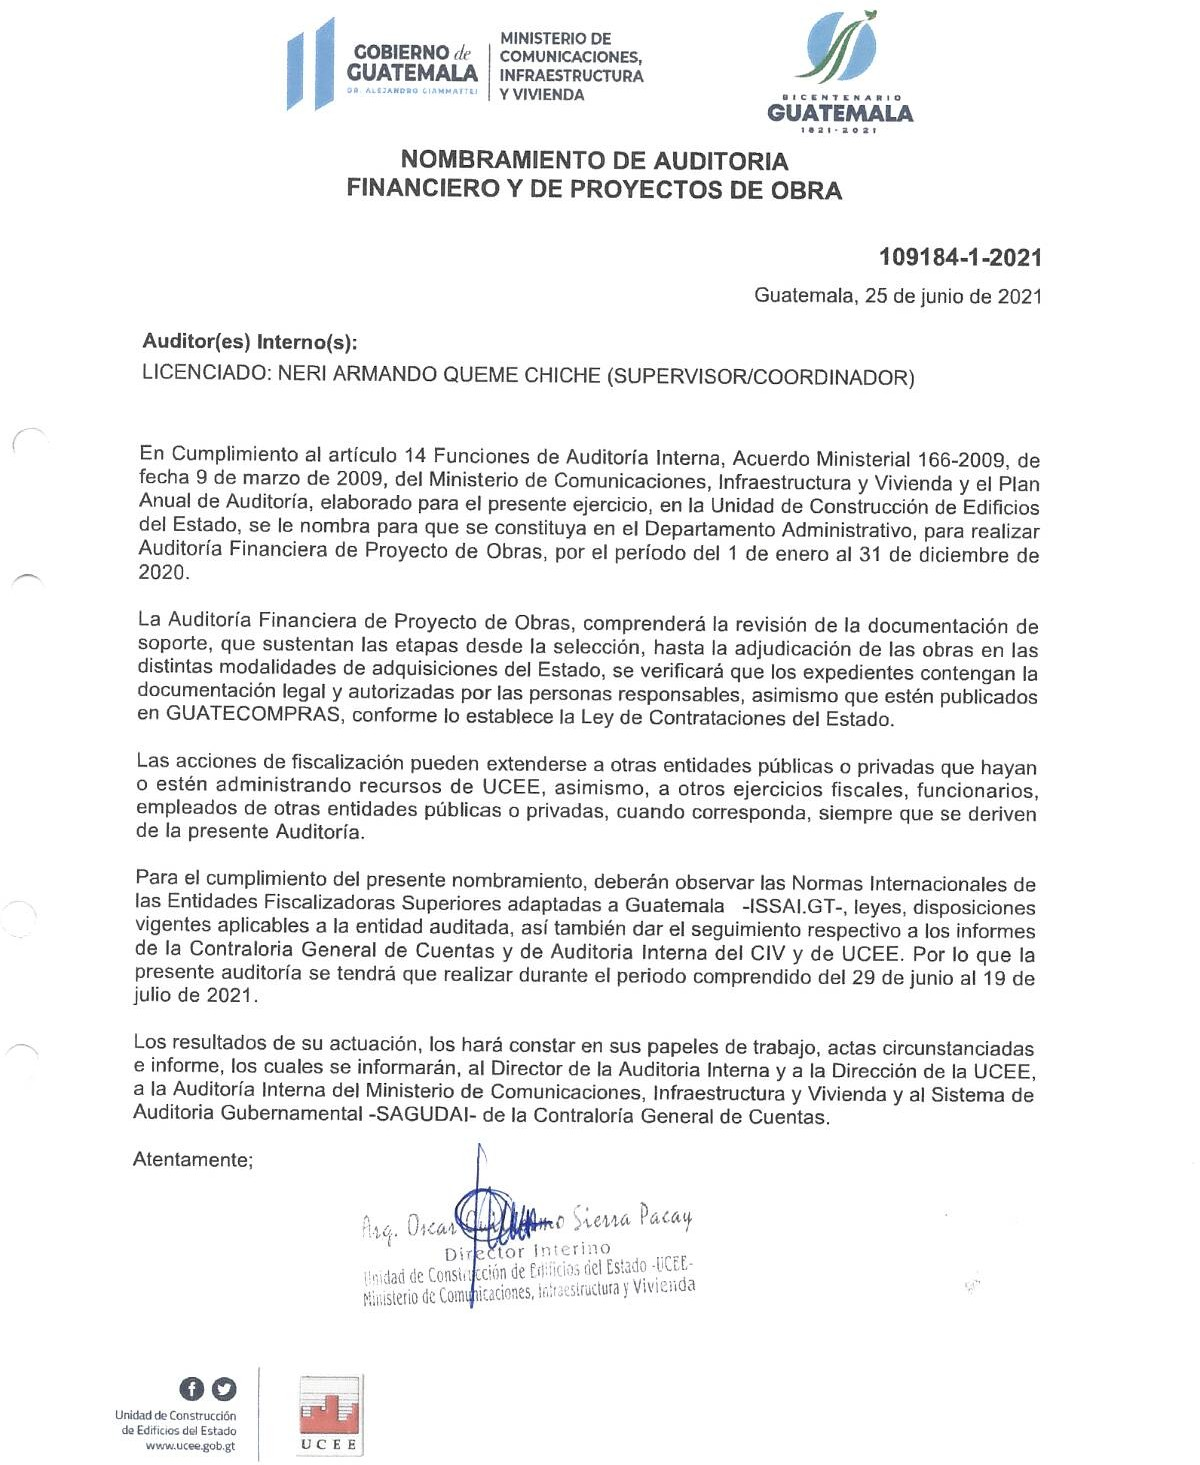 GOBIERNO de
GUATEMALA
DR. ALEJANDRO GIAMMATTEI
MINISTERIO DE
COMUNICACIONES,
INFRAESTRUCTURA
Y VIVIENDA
BICENTENARIO
GUATEMALA
1821-2021
NOMBRAMIENTO DE AUDITORIA
FINANCIERO Y DE PROYECTOS DE OBRA
109184-1-2021
Guatemala, 25 de junio de 2021
Auditor(es) Interno(s):
LICENCIADO: NERI ARMANDO QUEME CHICHE (SUPERVISOR/COORDINADOR)
En Cumplimiento al artículo 14 Funciones de Auditoría Interna, Acuerdo Ministerial 166-2009, de
fecha 9 de marzo de 2009, del Ministerio de Comunicaciones, Infraestructura y Vivienda y el Plan
Anual de Auditoría, elaborado para el presente ejercicio, en la Unidad de Construcción de Edificios
del Estado, se le nombra para que se constituya en el Departamento Administrativo, para realizar
Auditoría Financiera de Proyecto de Obras, por el período del 1 de enero al 31 de diciembre de
2020.
La Auditoría Financiera de Proyecto de Obras, comprenderá la revisión de la documentación de
soporte, que sustentan las etapas desde la selección, hasta la adjudicación de las obras en las
distintas modalidades de adquisiciones del Estado, se verificará que los expedientes contengan la
documentación legal y autorizadas por las personas responsables, asimismo que estén publicados
en GUATECOMPRAS, conforme lo establece la Ley de Contrataciones del Estado.
Las acciones de fiscalización pueden extenderse a otras entidades públicas o privadas que hayan
o estén administrando recursos de UCEE, asimismo, a otros ejercicios fiscales, funcionarios,
empleados de otras entidades públicas o privadas, cuando corresponda, siempre que se deriven
de la presente Auditoría.
Para el cumplimiento del presente nombramiento, deberán observar las Normas Internacionales de
las Entidades Fiscalizadoras Superiores adaptadas a Guatemala -ISSAI.GT-, leyes, disposiciones
vigentes aplicables a la entidad auditada, así también dar el seguimiento respectivo a los informes
de la Contraloria General de Cuentas y de Auditoria Interna del CIV y de UCEE. Por lo que la
presente auditoría se tendrá que realizar durante el periodo comprendido del 29 de junio al 19 de
julio de 2021.
Los resultados de su actuación, los hará constar en sus papeles de trabajo, actas circunstanciadas
e informe, los cuales se informarán, al Director de la Auditoria Interna y a la Dirección de la UCEE,
a la Auditoría Interna del Ministerio de Comunicaciones, Infraestructura y Vivienda y al Sistema de
Auditoria Gubernamental -SAGUDAI- de la Contraloría General de Cuentas.
Atentamente;
Arq. Oscar Sierra Pacay
Director Interino
Unidad de Construcción de Edificios del Estado -UCEE-
Ministerio de Comunicaciones, Infraestructura y Vivienda
Unidad de Construcción
de Edificios del Estado
www.ucee.gob.gt
UCEE